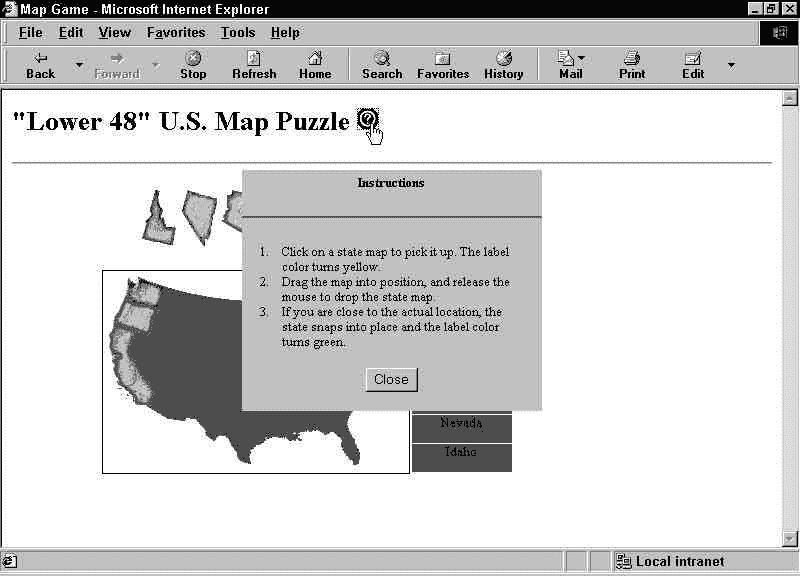 Map Game - Microsoft Internet Explorer
File Edit View Favorites Tools Help
Back Forward Stop Refresh Home Search Favorites History Mail Print Edit
"Lower 48" U.S. Map Puzzle ?
Instructions
1. Click on a state map to pick it up. The label
color turns yellow.
2. Drag the map into position, and release the
mouse to drop the state map.
3. If you are close to the actual location, the
state snaps into place and the label color
turns green.
Close
Nevada
Idaho
Local intranet